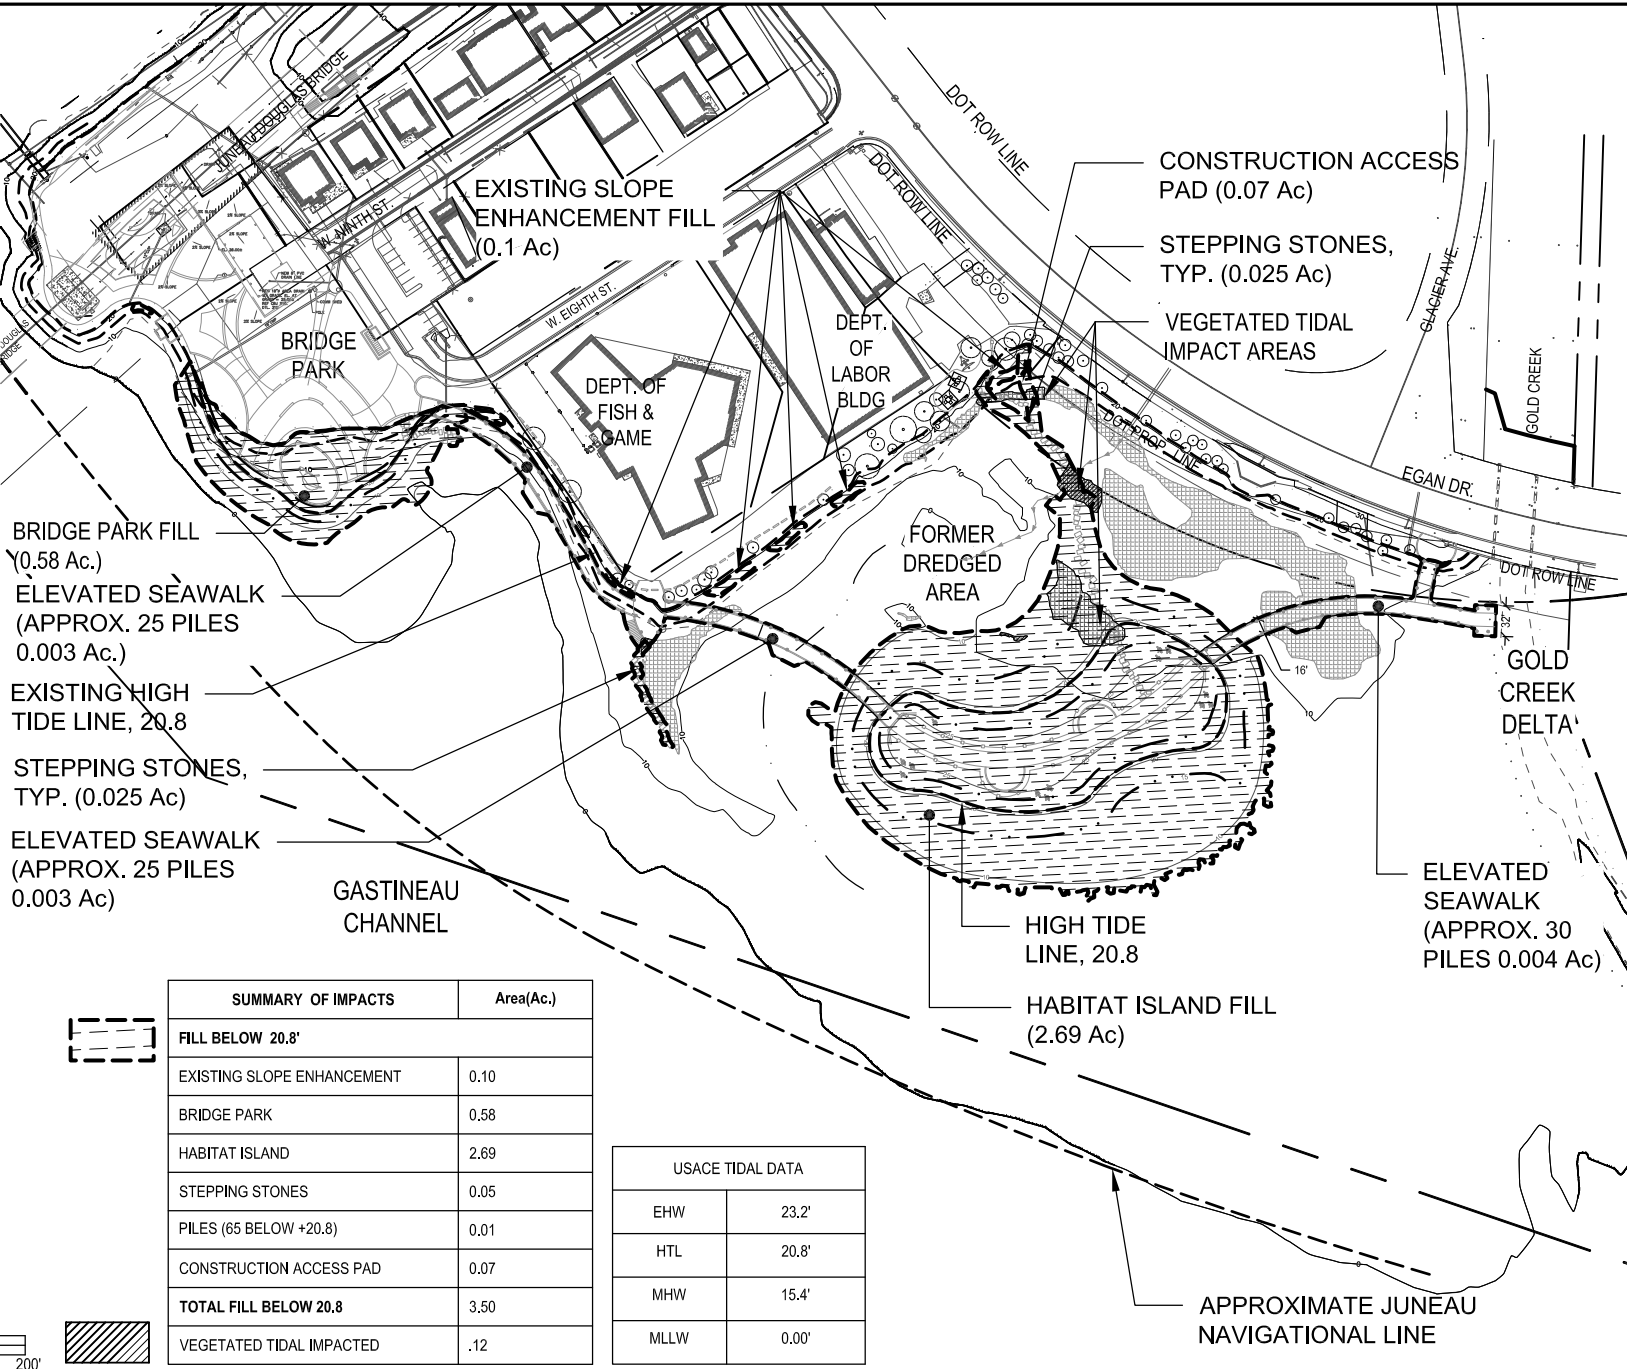 JUNEAU-DOUGLAS BRIDGE
W. NINTH ST.
EXISTING SLOPE
ENHANCEMENT FILL
(0.1 Ac)
DOT ROW LINE
DOT ROW LINE
CONSTRUCTION ACCESS
PAD (0.07 Ac)
STEPPING STONES,
TYP. (0.025 Ac)
VEGETATED TIDAL
IMPACT AREAS
GLACIER AVE.
GOLD CREEK
W. EIGHTH ST.
BRIDGE
PARK
DEPT. OF
FISH &
GAME
DEPT.
OF
LABOR
BLDG
DOT PROP LINE
EGAN DR.
DOT ROW LINE
FORMER
DREDGED
AREA
BRIDGE PARK FILL
(0.58 Ac.)
ELEVATED SEAWALK
(APPROX. 25 PILES
0.003 Ac.)
EXISTING HIGH
TIDE LINE, 20.8
STEPPING STONES,
TYP. (0.025 Ac)
ELEVATED SEAWALK
(APPROX. 25 PILES
0.003 Ac)
GASTINEAU
CHANNEL
32'
16'
GOLD
CREEK
DELTA
ELEVATED
SEAWALK
(APPROX. 30
PILES 0.004 Ac)
HIGH TIDE
LINE, 20.8
HABITAT ISLAND FILL
(2.69 Ac)
SUMMARY OF IMPACTS Area(Ac.)
FILL BELOW 20.8'
EXISTING SLOPE ENHANCEMENT 0.10
BRIDGE PARK 0.58
HABITAT ISLAND 2.69
STEPPING STONES 0.05
PILES (65 BELOW +20.8) 0.01
CONSTRUCTION ACCESS PAD 0.07
TOTAL FILL BELOW 20.8 3.50
VEGETATED TIDAL IMPACTED .12
USACE TIDAL DATA
EHW 23.2'
HTL 20.8'
MHW 15.4'
MLLW 0.00'
APPROXIMATE JUNEAU
NAVIGATIONAL LINE
200'